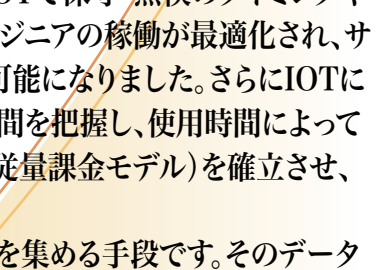 ジニアの稼働が最適化され、サ
可能になりました。さらにIOTに
間を把握し、使用時間によって
従量課金モデル)を確立させ、
を集める手段です。そのデータ